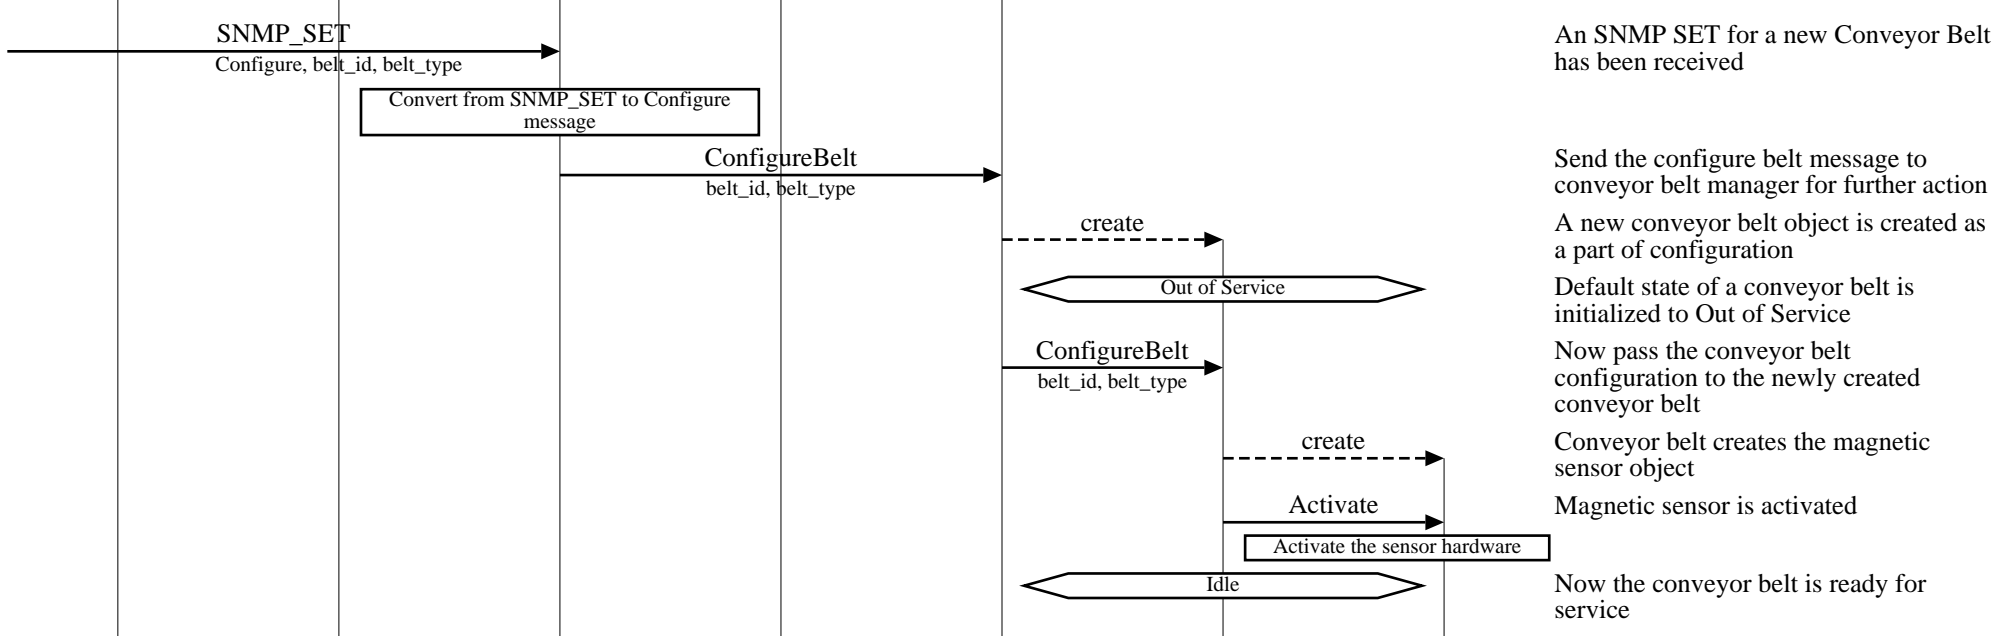 SNMP_SET
Configure, belt_id, belt_type
An SNMP SET for a new Conveyor Belt
has been received
Convert from SNMP_SET to Configure
message
ConfigureBelt
belt_id, belt_type
Send the configure belt message to
conveyor belt manager for further action
create
A new conveyor belt object is created as
a part of configuration
Out of Service
Default state of a conveyor belt is
initialized to Out of Service
ConfigureBelt
belt_id, belt_type
Now pass the conveyor belt
configuration to the newly created
conveyor belt
create
Conveyor belt creates the magnetic
sensor object
Activate
Magnetic sensor is activated
Activate the sensor hardware
Idle
Now the conveyor belt is ready for
service